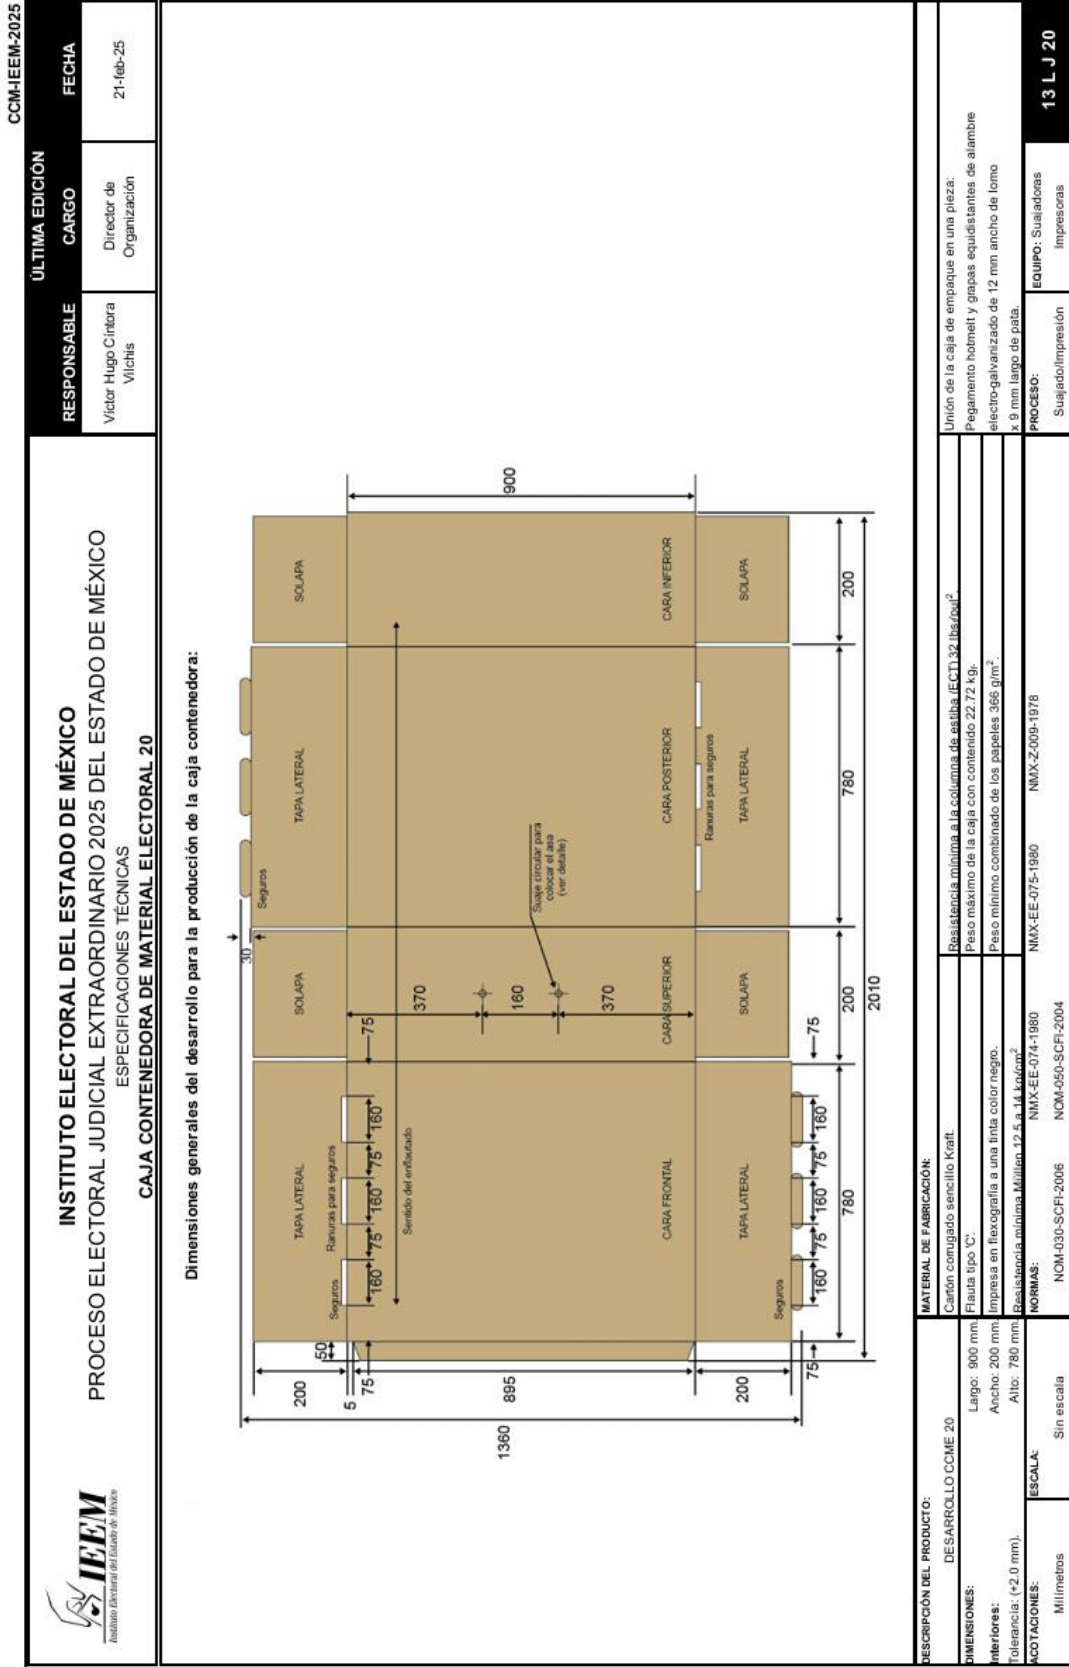 CCM-IEEM-2025
IEEM
Instituto Electoral del Estado de México
INSTITUTO ELECTORAL DEL ESTADO DE MÉXICO
PROCESO ELECTORAL JUDICIAL EXTRAORDINARIO 2025 DEL ESTADO DE MÉXICO
ESPECIFICACIONES TÉCNICAS
CAJA CONTENEDORA DE MATERIAL ELECTORAL 20
ÚLTIMA EDICIÓN
RESPONSABLE CARGO FECHA
Víctor Hugo Cíntora
Vilchis
Director de
Organización
21-feb-25
Dimensiones generales del desarrollo para la producción de la caja contenedora:
Seguros
30
TAPA LATERAL SOLAPA TAPA LATERAL SOLAPA
Seguros Ranuras para seguros
50
160 75 160 75 160
75
75
Sentido del enflautado
200
5
895
200
1360
370
160
370
Suaje circular para
colocar el asa
(ver detalle)
900
CARA FRONTAL CARA SUPERIOR CARA POSTERIOR CARA INFERIOR
Ranuras para seguros
TAPA LATERAL SOLAPA TAPA LATERAL SOLAPA
Seguros
160 75 160 75 160
75
75
780 200 780 200
2010
DESCRIPCIÓN DEL PRODUCTO:
DESARROLLO CCME 20
DIMENSIONES:
Largo: 900 mm.
Interiores:
Ancho: 200 mm.
Tolerancia: (+2.0 mm).
Alto: 780 mm.
MATERIAL DE FABRICACIÓN:
Cartón corrugado sencillo Kraft.
Flauta tipo 'C'.
Impresa en flexografía a una tinta color negro.
Resistencia mínima Müllen 12.5 a 14 kg/cm²
Resistencia mínima a la columna de estiba (ECT) 32 lbs/pul².
Peso máximo de la caja con contenido 22.72 kg.
Peso mínimo combinado de los papeles 366 g/m².
Unión de la caja de empaque en una pieza:
Pegamento hotmelt y grapas equidistantes de alambre
electro-galvanizado de 12 mm ancho de lomo
x 9 mm largo de pata.
ACOTACIONES:
Milímetros
ESCALA:
Sin escala
NORMAS:
NMX-EE-074-1980 NMX-EE-075-1980 NMX-Z-009-1978
NOM-030-SCFI-2006 NOM-050-SCFI-2004
PROCESO:
Suajado/Impresión
EQUIPO: Suajadoras
Impresoras
13 L J 20